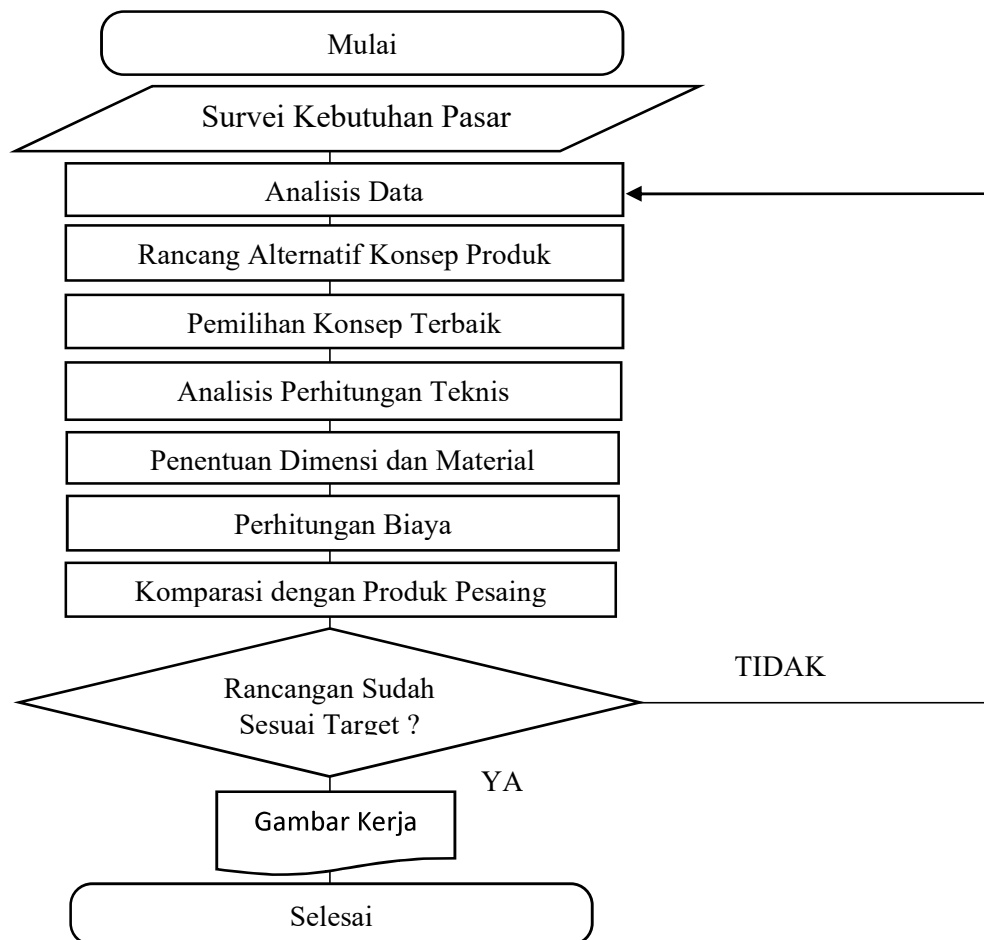 Mulai
Survei Kebutuhan Pasar
Analisis Data
Rancang Alternatif Konsep Produk
Pemilihan Konsep Terbaik
Analisis Perhitungan Teknis
Penentuan Dimensi dan Material
Perhitungan Biaya
Komparasi dengan Produk Pesaing
Rancangan Sudah
Sesuai Target ?
TIDAK
YA
Gambar Kerja
Selesai